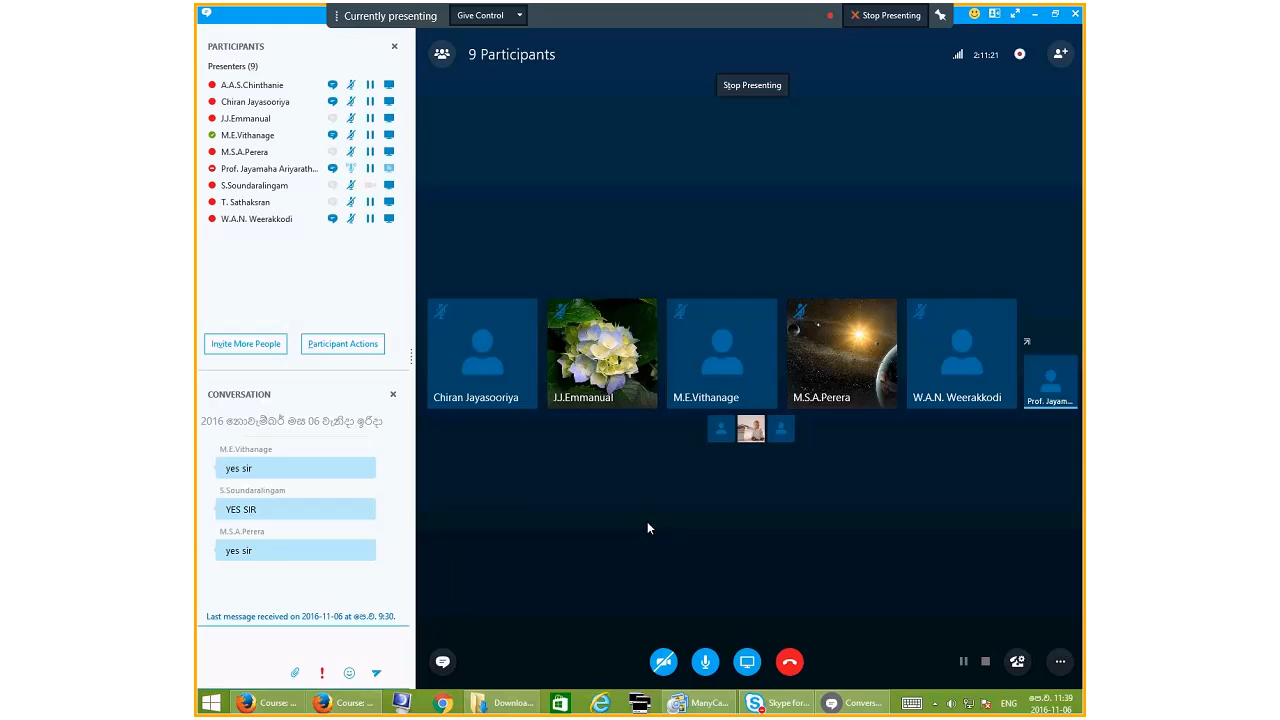 Currently presenting
Give Control
Stop Presenting
PARTICIPANTS
Presenters (9)
A.A.S.Chinthanie
Chiran Jayasooriya
J.J.Emmanual
M.E.Vithanage
M.S.A.Perera
Prof. Jayamaha Ariyarath...
S.Soundaralingam
T. Sathaksran
W.A.N. Weerakkodi
Invite More People
Participant Actions
CONVERSATION
2016 නොවැම්බර් මස 06 වැනිදා ඉරිදා
M.E.Vithanage
yes sir
S.Soundaralingam
YES SIR
M.S.A.Perera
yes sir
Last message received on 2016-11-06 at පෙ.ව. 9:30.
9 Participants
2:11:21
Stop Presenting
Chiran Jayasooriya
J.J.Emmanual
M.E.Vithanage
M.S.A.Perera
W.A.N. Weerakkodi
Prof. Jayam...
Course: ...
Course: ...
Downloa...
ManyCa...
Skype for...
Convers...
ENG
පෙ.ව. 11:39
2016-11-06